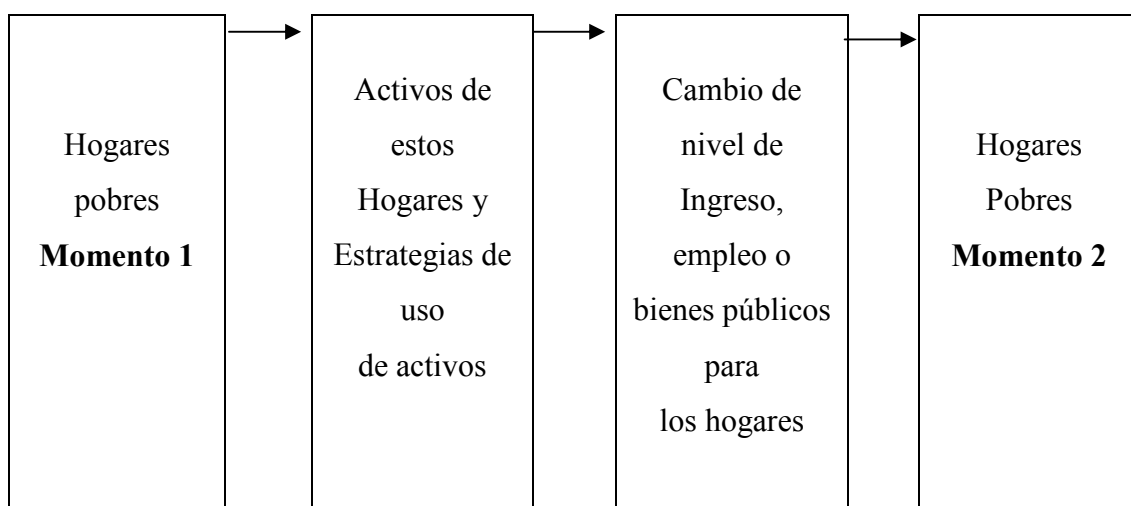 Hogares
pobres
Momento 1
Activos de
estos
Hogares y
Estrategias de
uso
de activos
Cambio de
nivel de
Ingreso,
empleo o
bienes públicos
para
los hogares
Hogares
Pobres
Momento 2